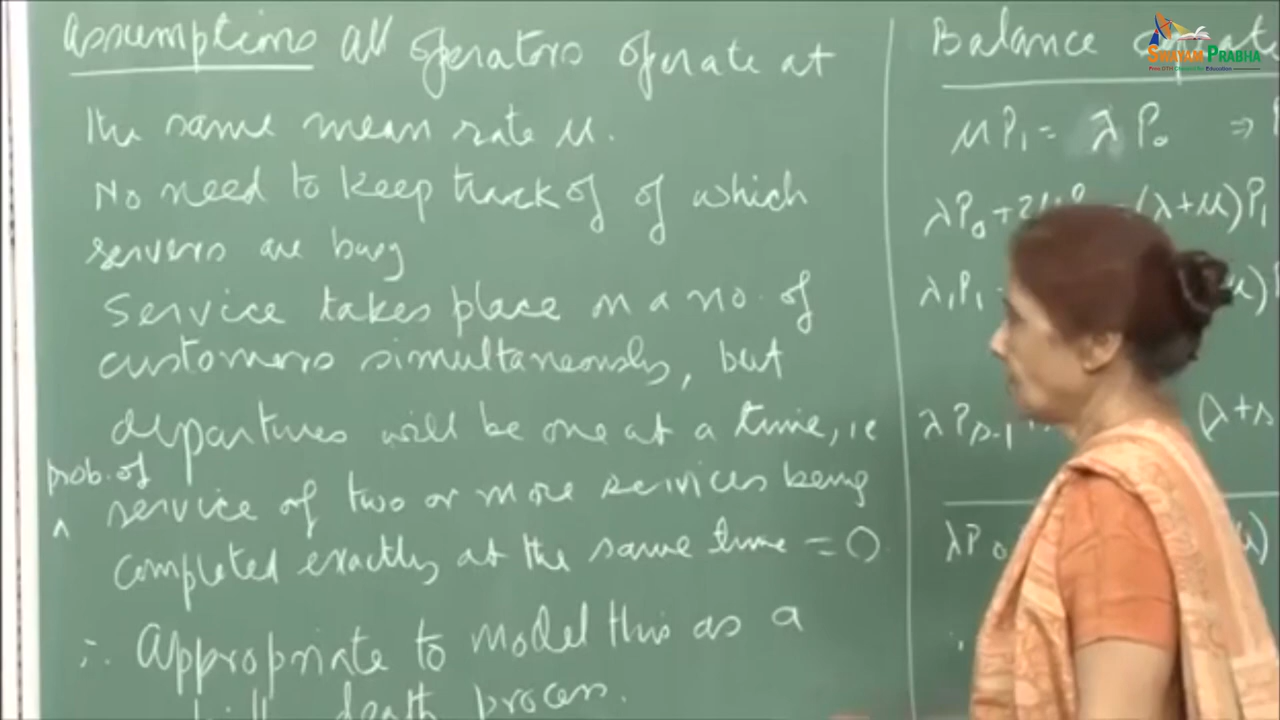 Assumptions All operators operate at
the same mean rate μ.
No need to keep track of of which
servers are busy
Service takes place on a no. of
customers simultaneously, but
departures will be one at a time, i.e
prob. of
^ service of two or more services being
completed exactly at the same time = 0
∴ Appropriate to model this as a
death process.
Balance
μP₁ = λP₀ ⇒
λP₀ + 2μ (λ+μ)P₁
λ₁P₁
λPₛ₋₁ (λ+s
λP₀
SWAYAM PRABHA